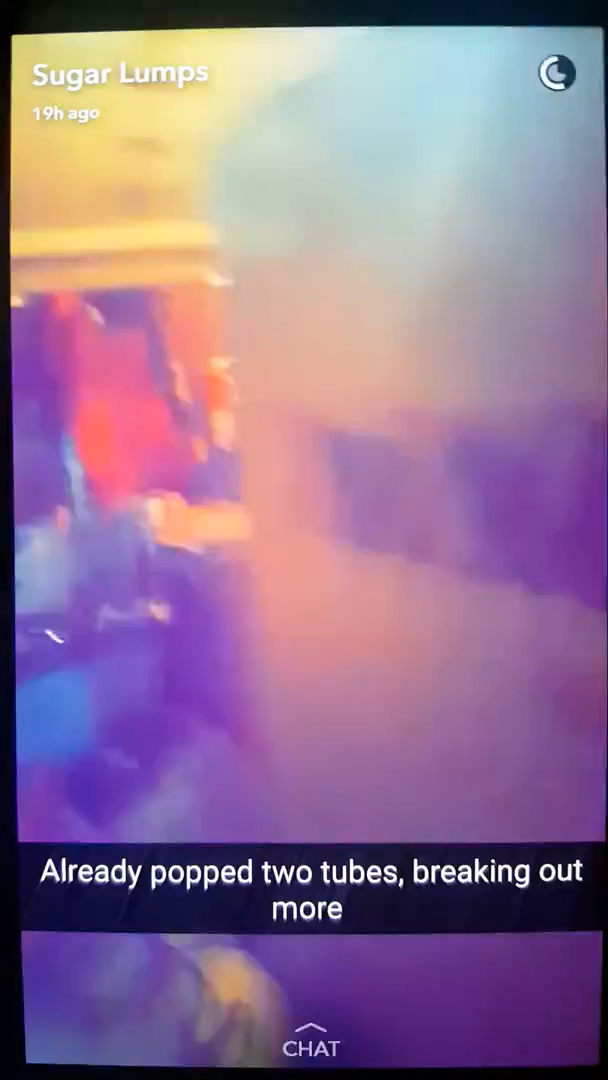 Sugar Lumps
19h ago
Already popped two tubes, breaking out
more
CHAT